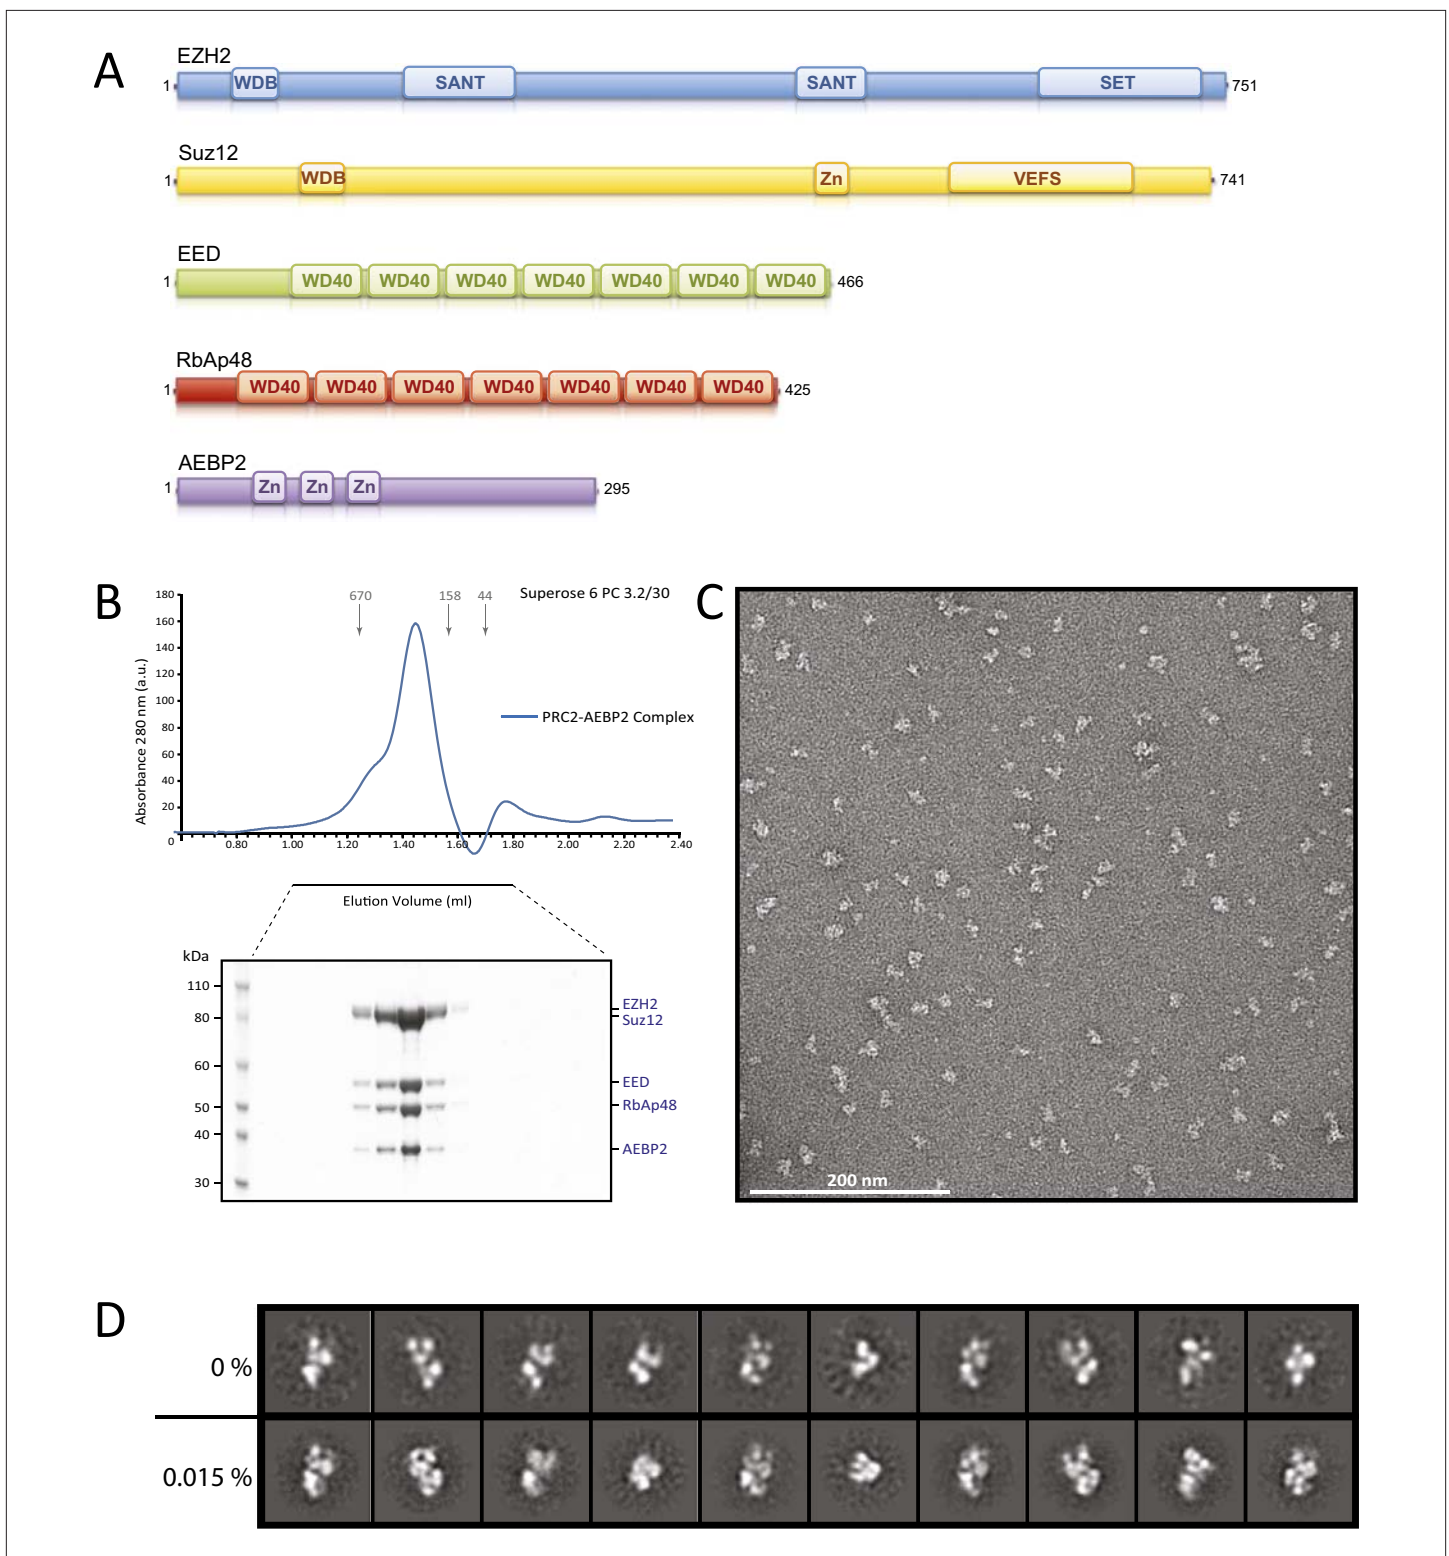 A
EZH2
1 WDB SANT SANT SET 751
Suz12
1 WDB Zn VEFS 741
EED
1 WD40 WD40 WD40 WD40 WD40 WD40 WD40 466
RbAp48
1 WD40 WD40 WD40 WD40 WD40 WD40 WD40 425
AEBP2
1 Zn Zn Zn 295
B
Superose 6 PC 3.2/30
670 158 44
Absorbance 280 nm (a.u.)
180
160
140
120
100
80
60
40
20
0
PRC2-AEBP2 Complex
0.80 1.00 1.20 1.40 1.60 1.80 2.00 2.20 2.40
Elution Volume (ml)
kDa
110
80
60
50
40
30
EZH2
Suz12
EED
RbAp48
AEBP2
C
200 nm
D
0 %
0.015 %